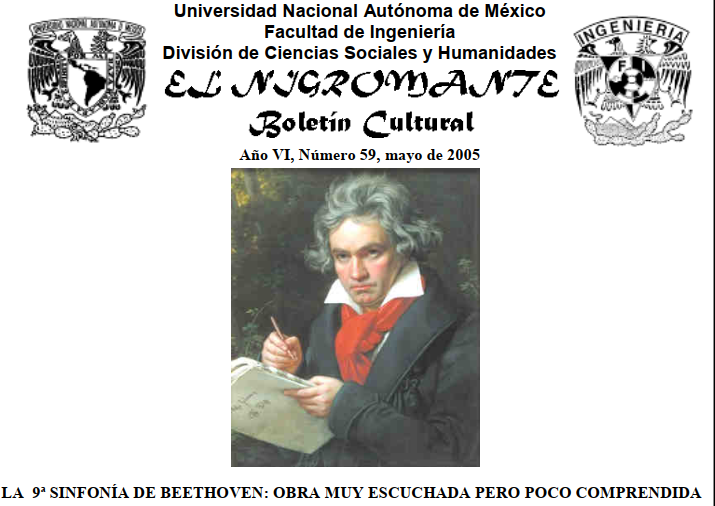 Universidad Nacional Autónoma de México
Facultad de Ingeniería
División de Ciencias Sociales y Humanidades
EL NIGROMANTE
Boletín Cultural
Año VI, Número 59, mayo de 2005
INGENIERIA
LA 9ª SINFONÍA DE BEETHOVEN: OBRA MUY ESCUCHADA PERO POCO COMPRENDIDA